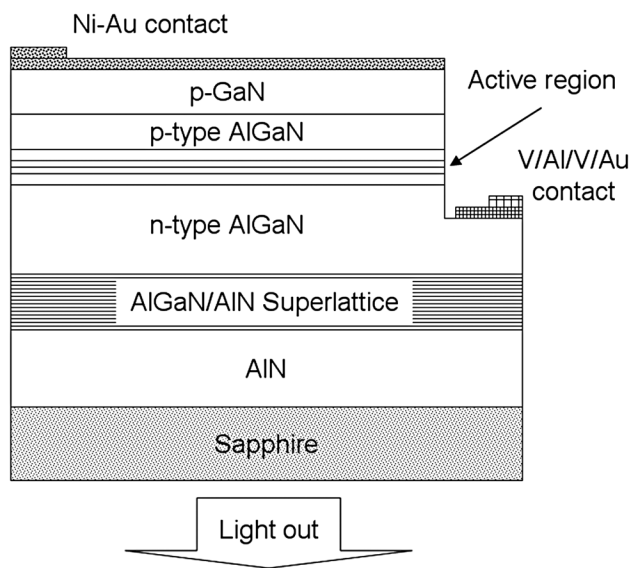 Ni-Au contact
p-GaN
Active region
p-type AlGaN
V/Al/V/Au
contact
n-type AlGaN
AlGaN/AlN Superlattice
AlN
Sapphire
Light out